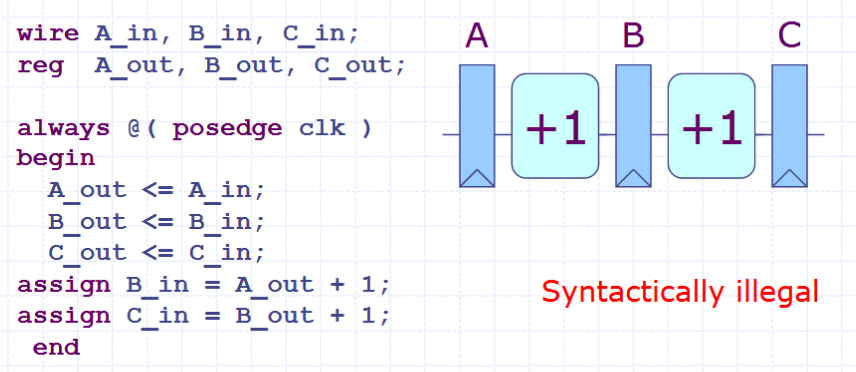 wire A_in, B_in, C_in;
reg A_out, B_out, C_out;
always @( posedge clk )
begin
A_out <= A_in;
B_out <= B_in;
C_out <= C_in;
assign B_in = A_out + 1;
assign C_in = B_out + 1;
end
A B C
+1 +1
Syntactically illegal